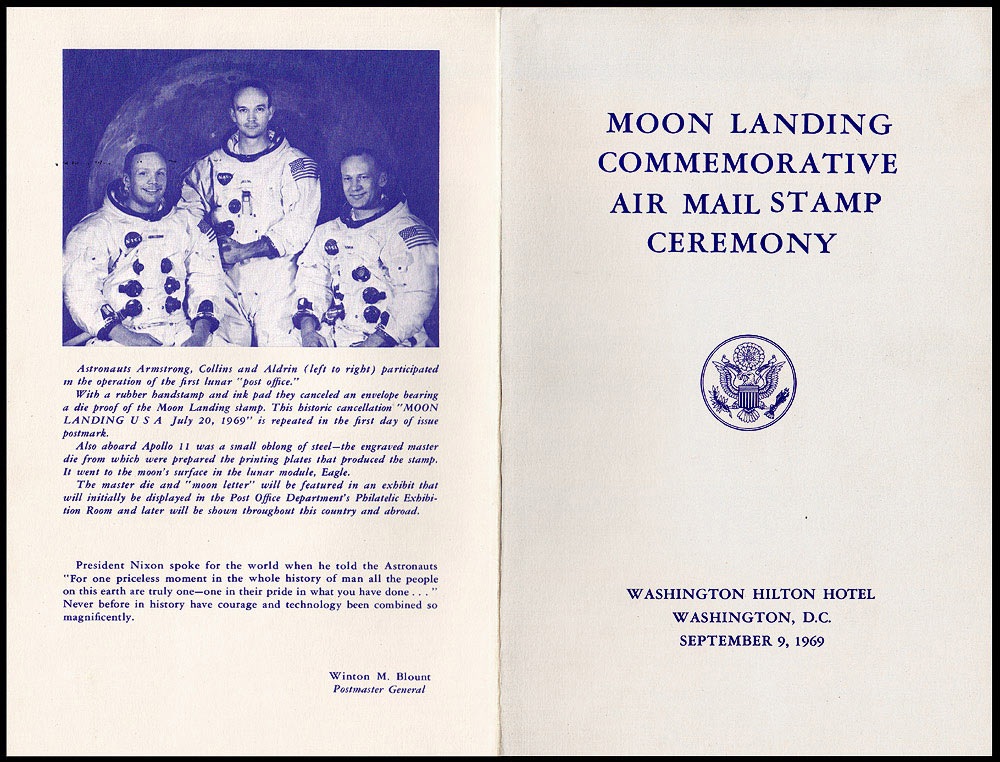 NASA
NASA
NASA
Astronauts Armstrong, Collins and Aldrin (left to right) participated
in the operation of the first lunar "post office."
With a rubber handstamp and ink pad they canceled an envelope bearing
a die proof of the Moon Landing stamp. This historic cancellation "MOON
LANDING U S A July 20, 1969" is repeated in the first day of issue
postmark.
Also aboard Apollo 11 was a small oblong of steel—the engraved master
die from which were prepared the printing plates that produced the stamp.
It went to the moon's surface in the lunar module, Eagle.
The master die and "moon letter" will be featured in an exhibit that
will initially be displayed in the Post Office Department's Philatelic Exhibi-
tion Room and later will be shown throughout this country and abroad.
President Nixon spoke for the world when he told the Astronauts
"For one priceless moment in the whole history of man all the people
on this earth are truly one—one in their pride in what you have done . . . "
Never before in history have courage and technology been combined so
magnificently.
Winton M. Blount
Postmaster General
MOON LANDING
COMMEMORATIVE
AIR MAIL STAMP
CEREMONY
WASHINGTON HILTON HOTEL
WASHINGTON, D.C.
SEPTEMBER 9, 1969